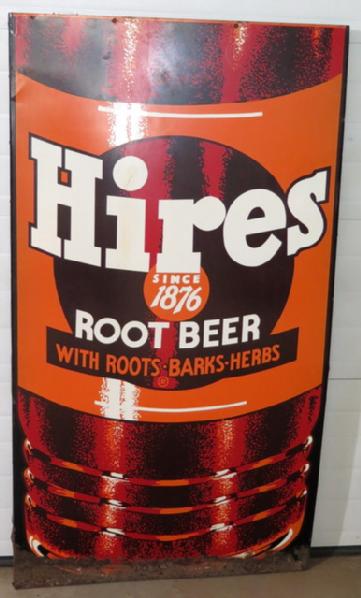 Hires
SINCE
1876
ROOT BEER
WITH ROOTS-BARKS-HERBS
®